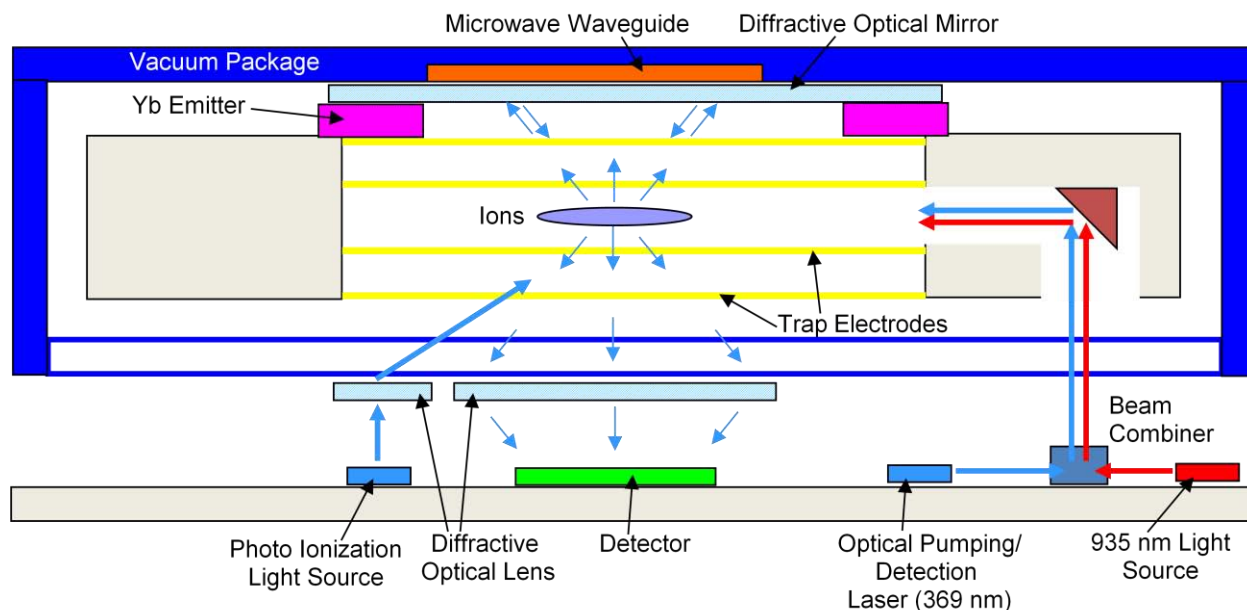 Microwave Waveguide
Diffractive Optical Mirror
Vacuum Package
Yb Emitter
Ions
Trap Electrodes
Beam
Combiner
Photo Ionization
Light Source
Diffractive
Optical Lens
Detector
Optical Pumping/
Detection
Laser (369 nm)
935 nm Light
Source